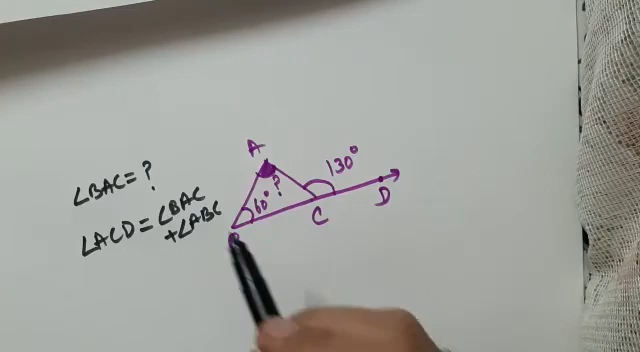 A
130°
∠BAC = ?
?
60°
∠ACD = ∠BAC
+∠ABC
C
D